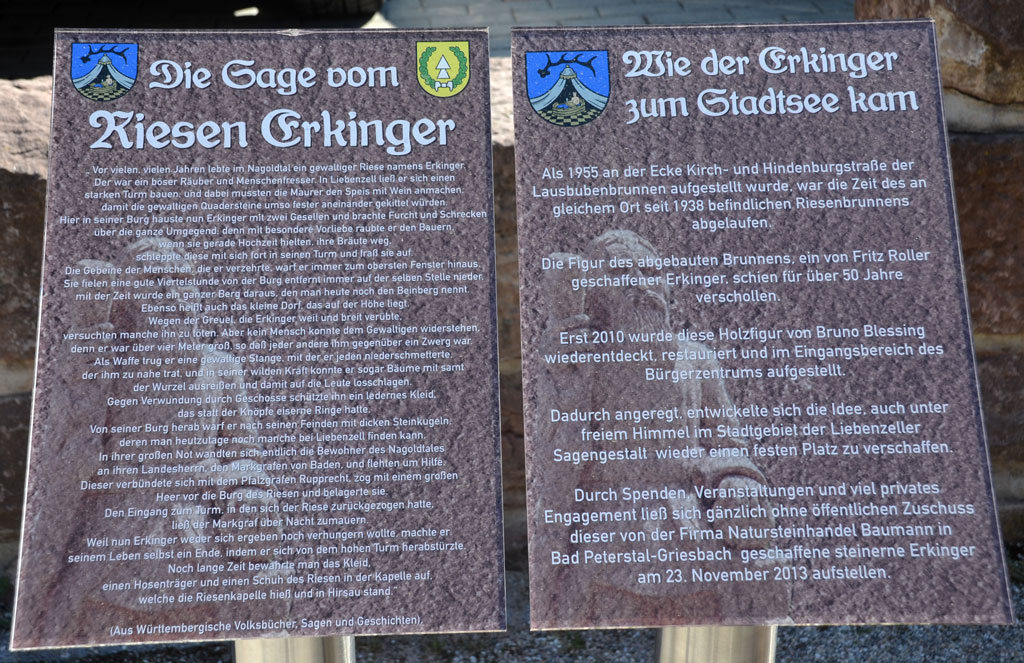 Die Sage vom
Riesen Erkinger
Vor vielen, vielen Jahren lebte im Nagoldtal ein gewaltiger Riese namens Erkinger.
Der war ein böser Räuber und Menschenfresser. In Liebenzell ließ er sich einen
starken Turm bauen, und dabei mussten die Maurer den Speis mit Wein anmachen,
damit die gewaltigen Quadersteine umso fester aneinander gekittet würden.
Hier in seiner Burg hauste nun Erkinger mit zwei Gesellen und brachte Furcht und Schrecken
über die ganze Umgegend, denn mit besondere Vorliebe raubte er den Bauern,
wenn sie gerade Hochzeit hielten, ihre Bräute weg,
schleppte diese mit sich fort in seinen Turm und fraß sie auf.
Die Gebeine der Menschen, die er verzehrte, warf er immer zum obersten Fenster hinaus.
Sie fielen eine gute Viertelstunde von der Burg entfernt immer auf der selben Stelle nieder,
mit der Zeit wurde ein ganzer Berg daraus, den man heute noch den Beinberg nennt.
Ebenso heißt auch das kleine Dorf, das auf der Höhe liegt.
Wegen der Greuel, die Erkinger weit und breit verübte,
versuchten manche ihn zu töten. Aber kein Mensch konnte dem Gewaltigen widerstehen,
denn er war über vier Meter groß, so daß jeder andere ihm gegenüber ein Zwerg war.
Als Waffe trug er eine gewaltige Stange, mit der er jeden niederschmetterte,
der ihm zu nahe trat, und in seiner wilden Kraft konnte er sogar Bäume mit samt
der Wurzel ausreißen und damit auf die Leute losschlagen.
Gegen Verwundung durch Geschosse schützte ihn ein ledernes Kleid,
das statt der Knöpfe eiserne Ringe hatte.
Von seiner Burg herab warf er nach seinen Feinden mit dicken Steinkugeln,
deren man heutzutage noch manche bei Liebenzell finden kann.
In ihrer großen Not wandten sich endlich die Bewohner des Nagoldtales
an ihren Landesherrn, den Markgrafen von Baden, und flehten um Hilfe.
Dieser verbündete sich mit dem Pfalzgrafen Rupprecht, zog mit einem großen
Heer vor die Burg des Riesen und belagerte sie.
Den Eingang zum Turm, in den sich der Riese zurückgezogen hatte,
ließ der Markgraf über Nacht zumauern.
Weil nun Erkinger weder sich ergeben noch verhungern wollte, machte er
seinem Leben selbst ein Ende, indem er sich von dem hohen Turm herabstürzte.
Noch lange Zeit bewahrte man das Kleid,
einen Hosenträger und einen Schuh des Riesen in der Kapelle auf,
welche die Riesenkapelle hieß und in Hirsau stand."
(Aus Württembergische Volksbücher, Sagen und Geschichten).
Wie der Erkinger
zum Stadtsee kam
Als 1955 an der Ecke Kirch- und Hindenburgstraße der
Lausbubenbrunnen aufgestellt wurde, war die Zeit des an
gleichem Ort seit 1938 befindlichen Riesenbrunnens
abgelaufen.
Die Figur des abgebauten Brunnens, ein von Fritz Roller
geschaffener Erkinger, schien für über 50 Jahre
verschollen.
Erst 2010 wurde diese Holzfigur von Bruno Blessing
wiederentdeckt, restauriert und im Eingangsbereich des
Bürgerzentrums aufgestellt.
Dadurch angeregt, entwickelte sich die Idee, auch unter
freiem Himmel im Stadtgebiet der Liebenzeller
Sagengestalt wieder einen festen Platz zu verschaffen.
Durch Spenden, Veranstaltungen und viel privates
Engagement ließ sich gänzlich ohne öffentlichen Zuschuss
dieser von der Firma Natursteinhandel Baumann in
Bad Peterstal-Griesbach geschaffene steinerne Erkinger
am 23. November 2013 aufstellen.